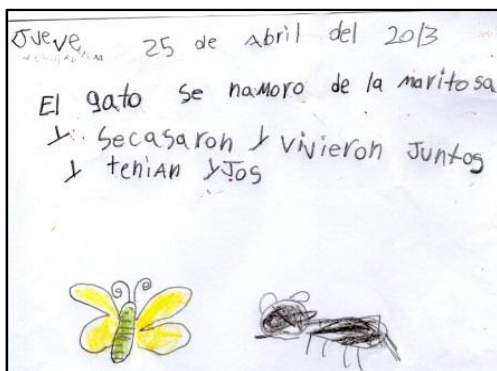 Jueve 25 de Abril del 2013
El gato se namoro de la maritosa
y secasaron y vivieron Juntos
y tenian yJos